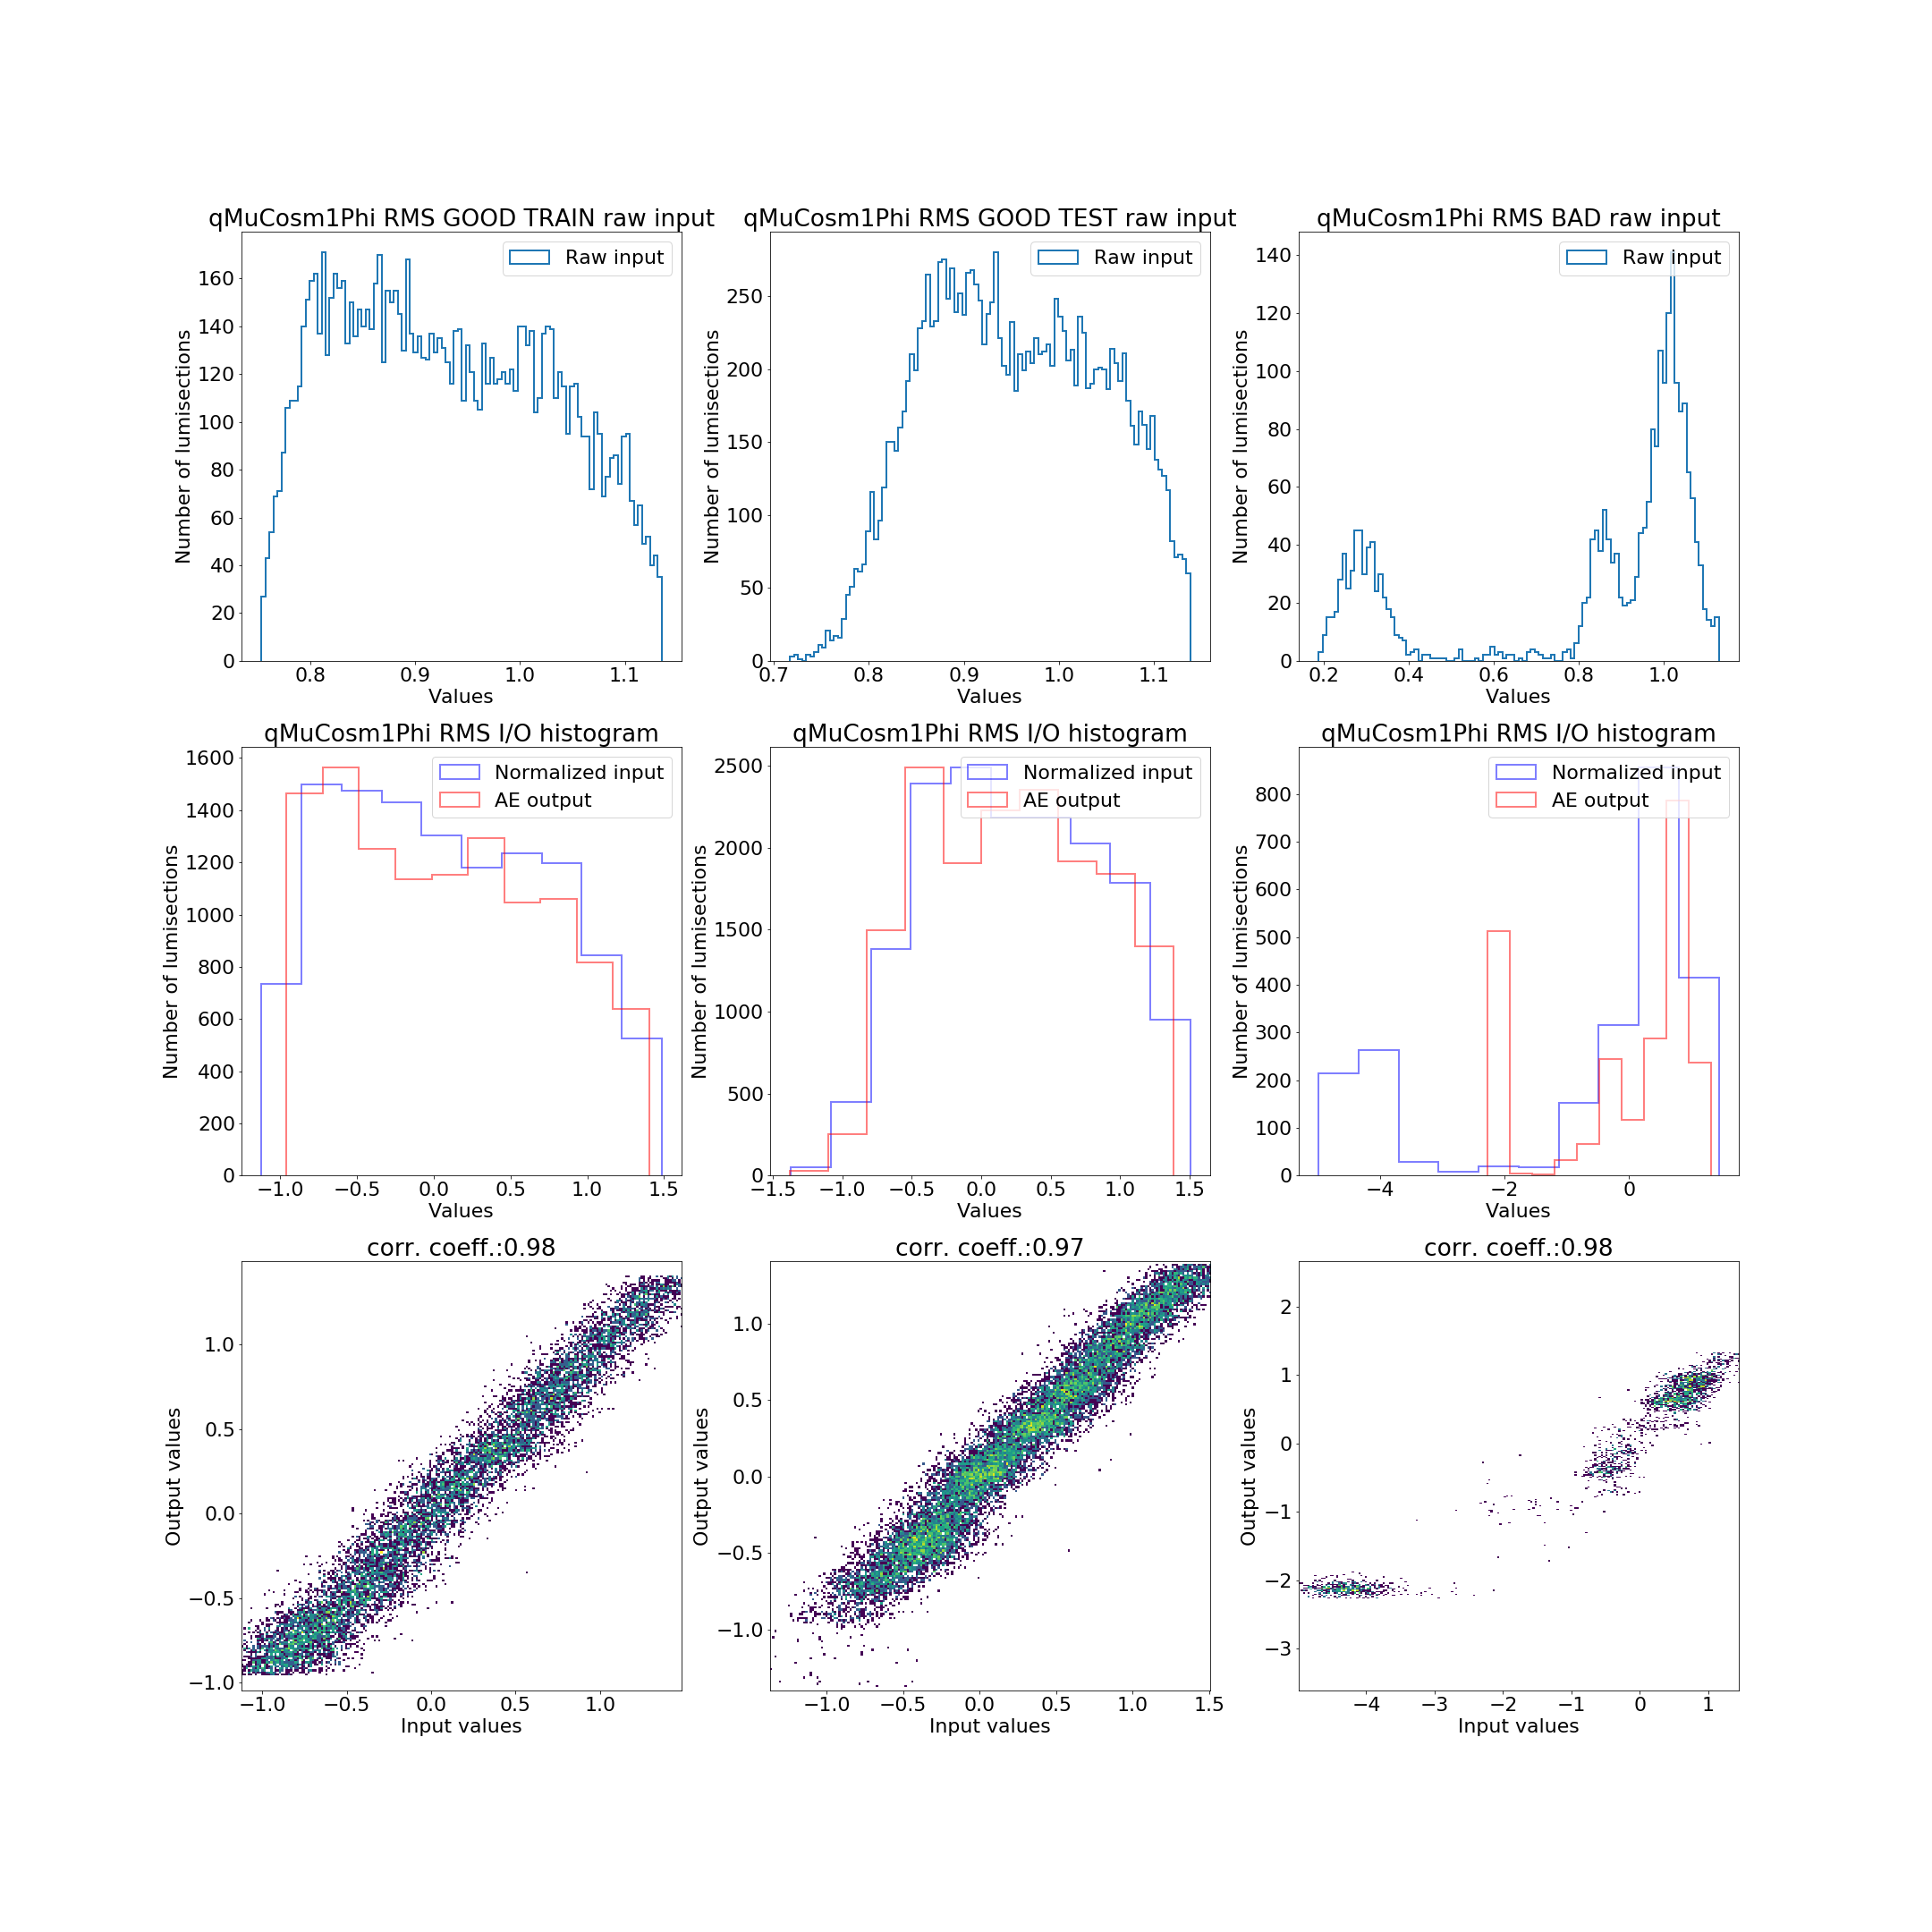 qMuCosm1Phi RMS GOOD TRAIN raw input
Raw input
160
140
120
100
80
60
40
20
0
Number of lumisections
0.8 0.9 1.0 1.1
Values
qMuCosm1Phi RMS GOOD TEST raw input
Raw input
250
200
150
100
50
0
Number of lumisections
0.7 0.8 0.9 1.0 1.1
Values
qMuCosm1Phi RMS BAD raw input
Raw input
140
120
100
80
60
40
20
0
Number of lumisections
0.2 0.4 0.6 0.8 1.0
Values
qMuCosm1Phi RMS I/O histogram
Normalized input
AE output
1600
1400
1200
1000
800
600
400
200
0
Number of lumisections
−1.0 −0.5 0.0 0.5 1.0 1.5
Values
qMuCosm1Phi RMS I/O histogram
Normalized input
AE output
2500
2000
1500
1000
500
0
Number of lumisections
−1.5 −1.0 −0.5 0.0 0.5 1.0 1.5
Values
qMuCosm1Phi RMS I/O histogram
Normalized input
AE output
800
700
600
500
400
300
200
100
0
Number of lumisections
−4 −2 0
Values
corr. coeff.:0.98
1.0
0.5
0.0
−0.5
−1.0
Output values
−1.0 −0.5 0.0 0.5 1.0
Input values
corr. coeff.:0.97
1.0
0.5
0.0
−0.5
−1.0
Output values
−1.0 −0.5 0.0 0.5 1.0 1.5
Input values
corr. coeff.:0.98
2
1
0
−1
−2
−3
Output values
−4 −3 −2 −1 0 1
Input values